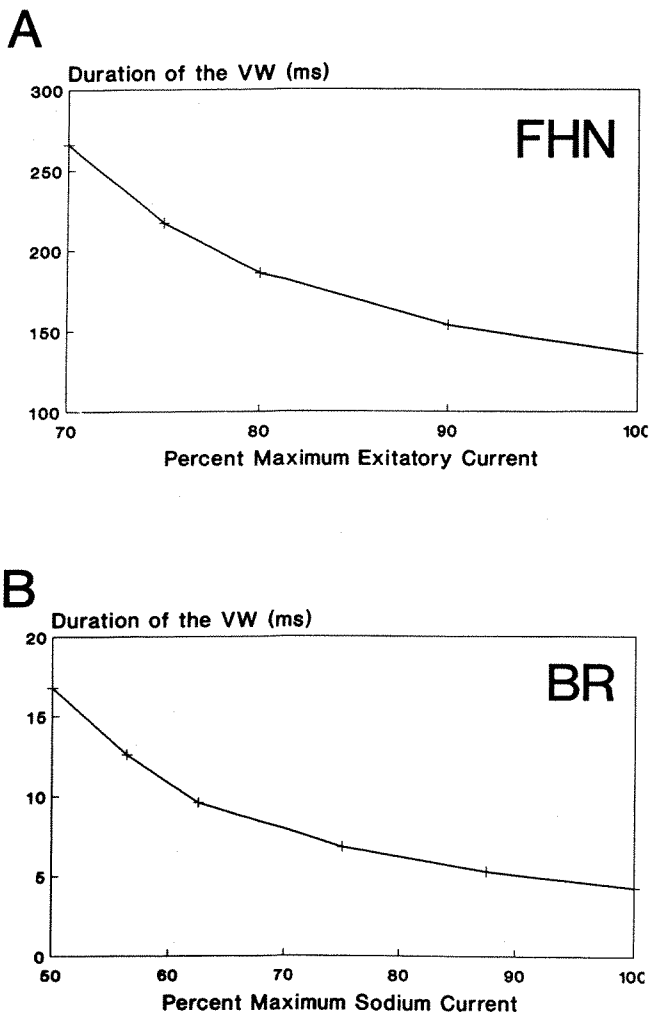 A
Duration of the VW (ms)
FHN
300
250
200
150
100
70
80
90
100
Percent Maximum Exitatory Current
B
Duration of the VW (ms)
BR
20
15
10
5
0
50
60
70
80
90
100
Percent Maximum Sodium Current